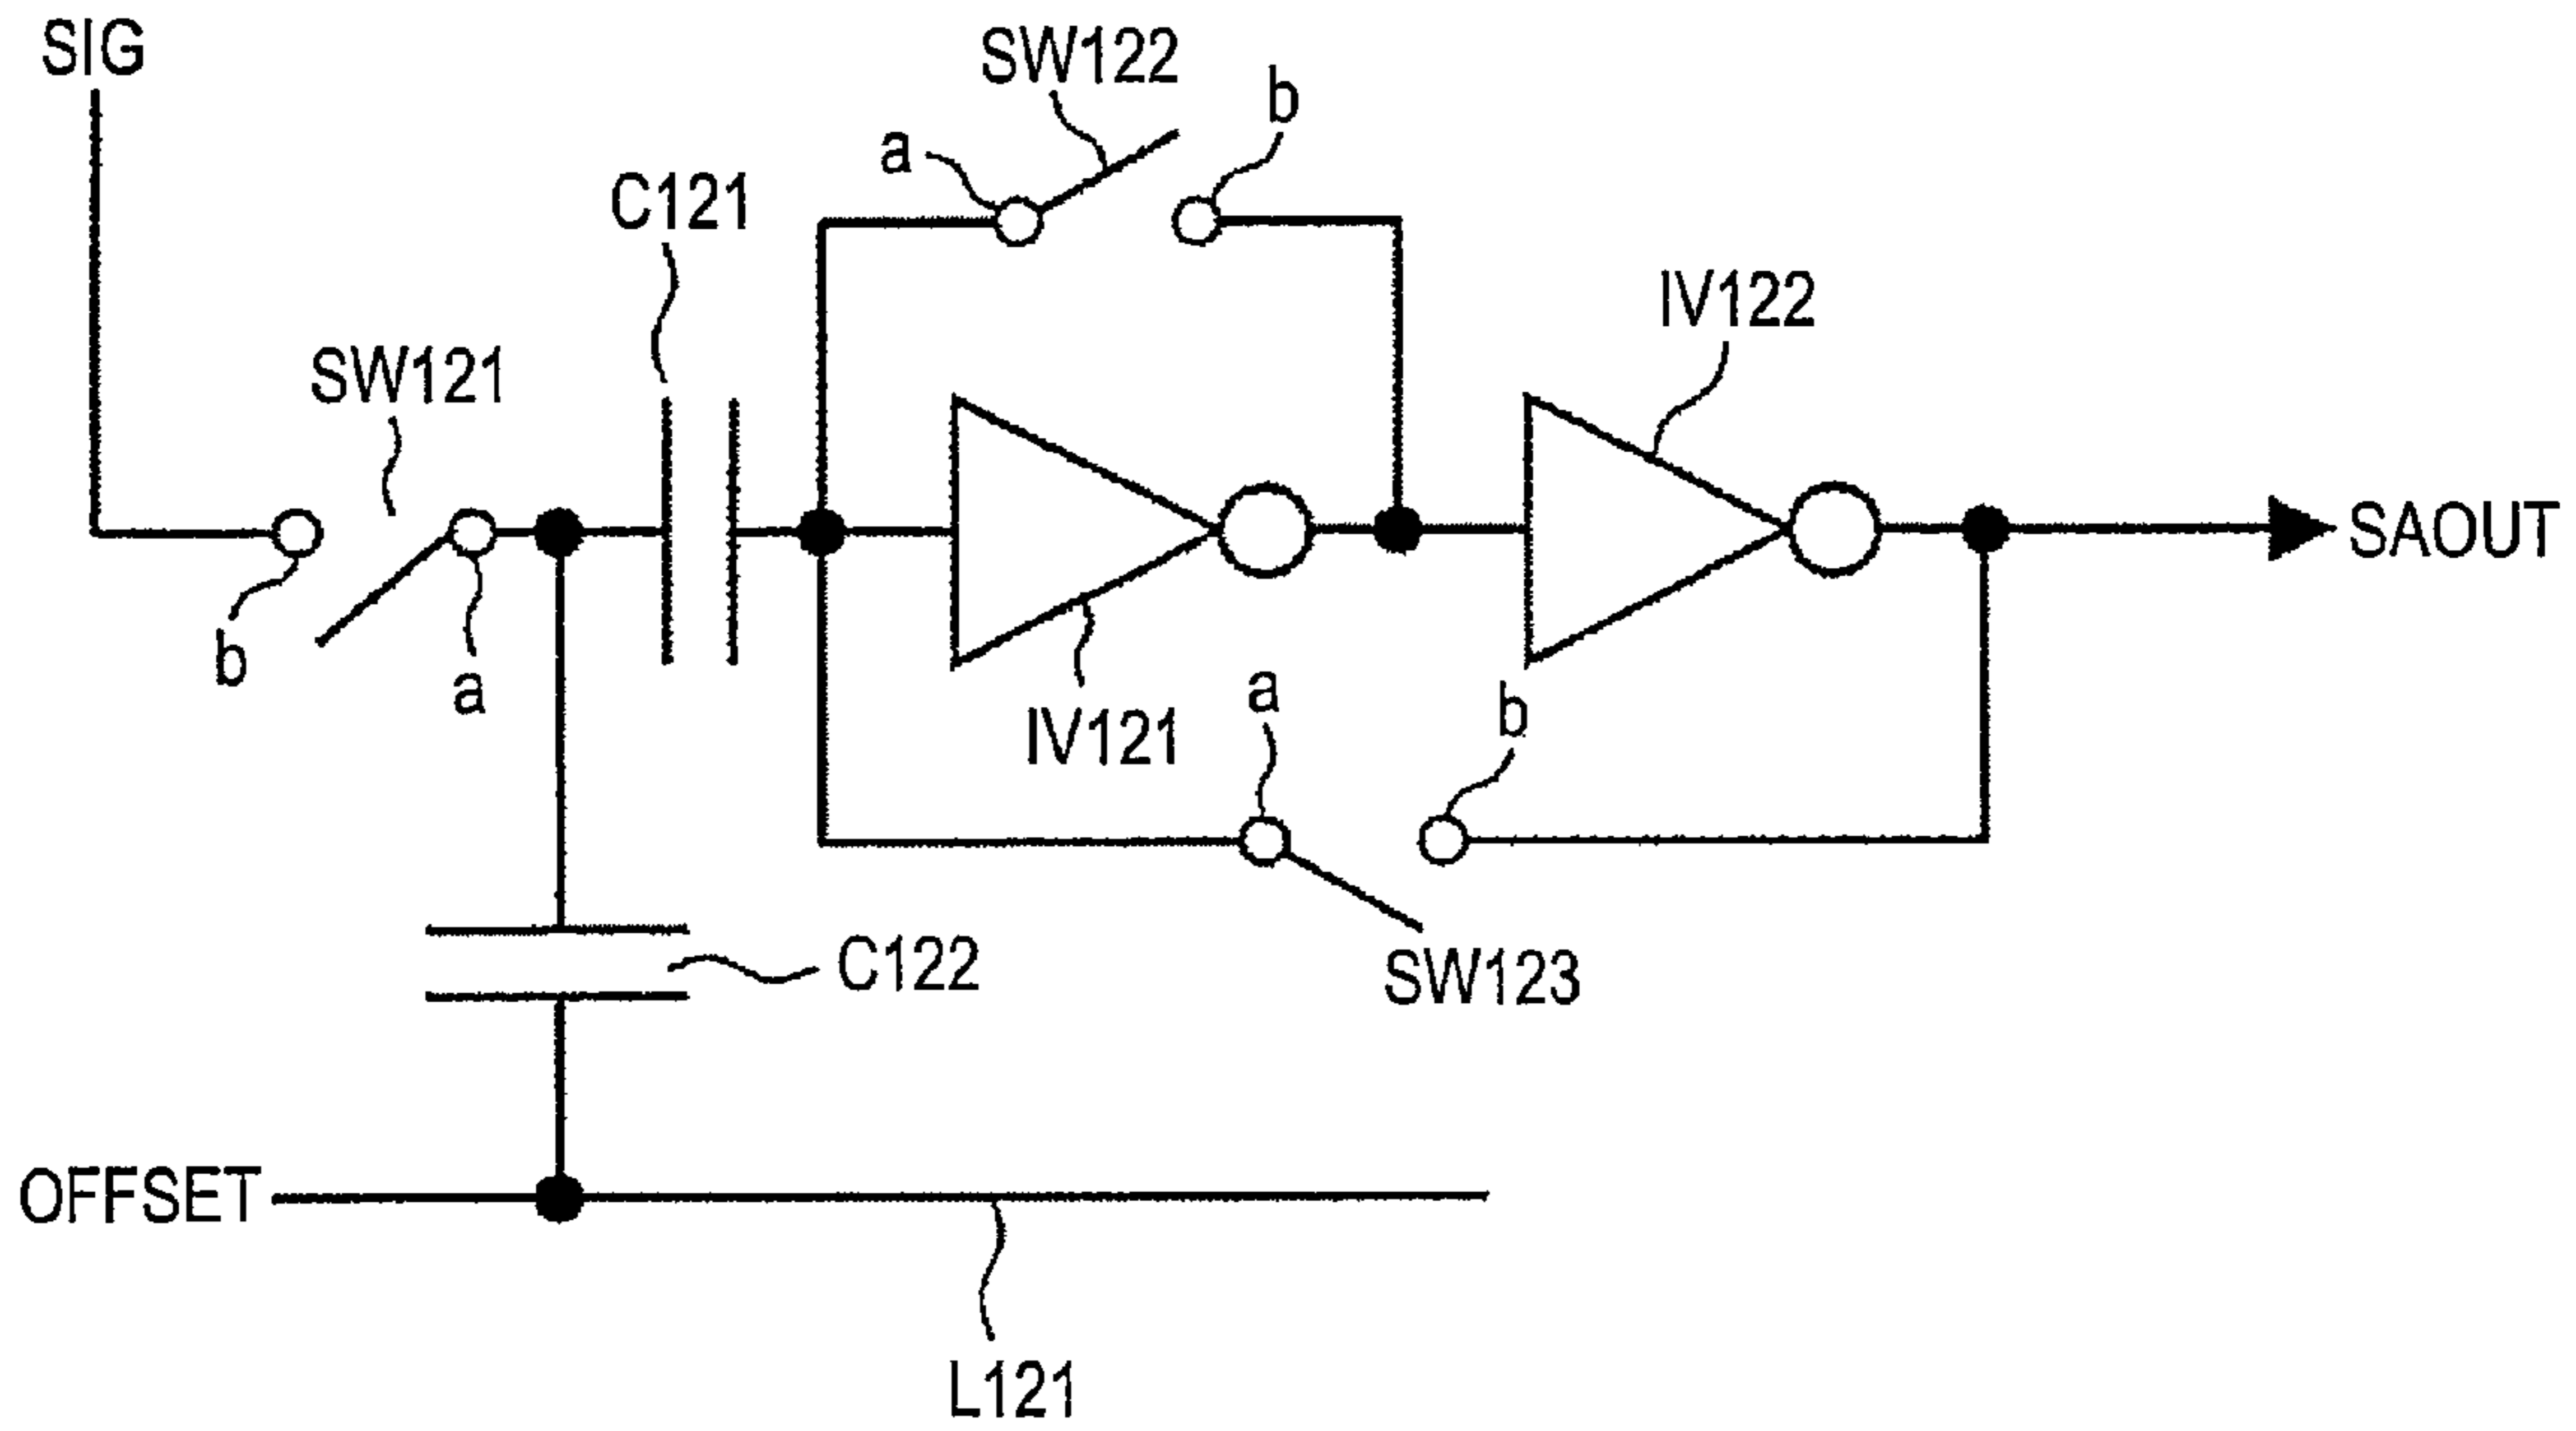 SIG
SW122
b
a
C121
IV122
SW121
SAOUT
b
a
IV121
a
b
C122
SW123
OFFSET
L121